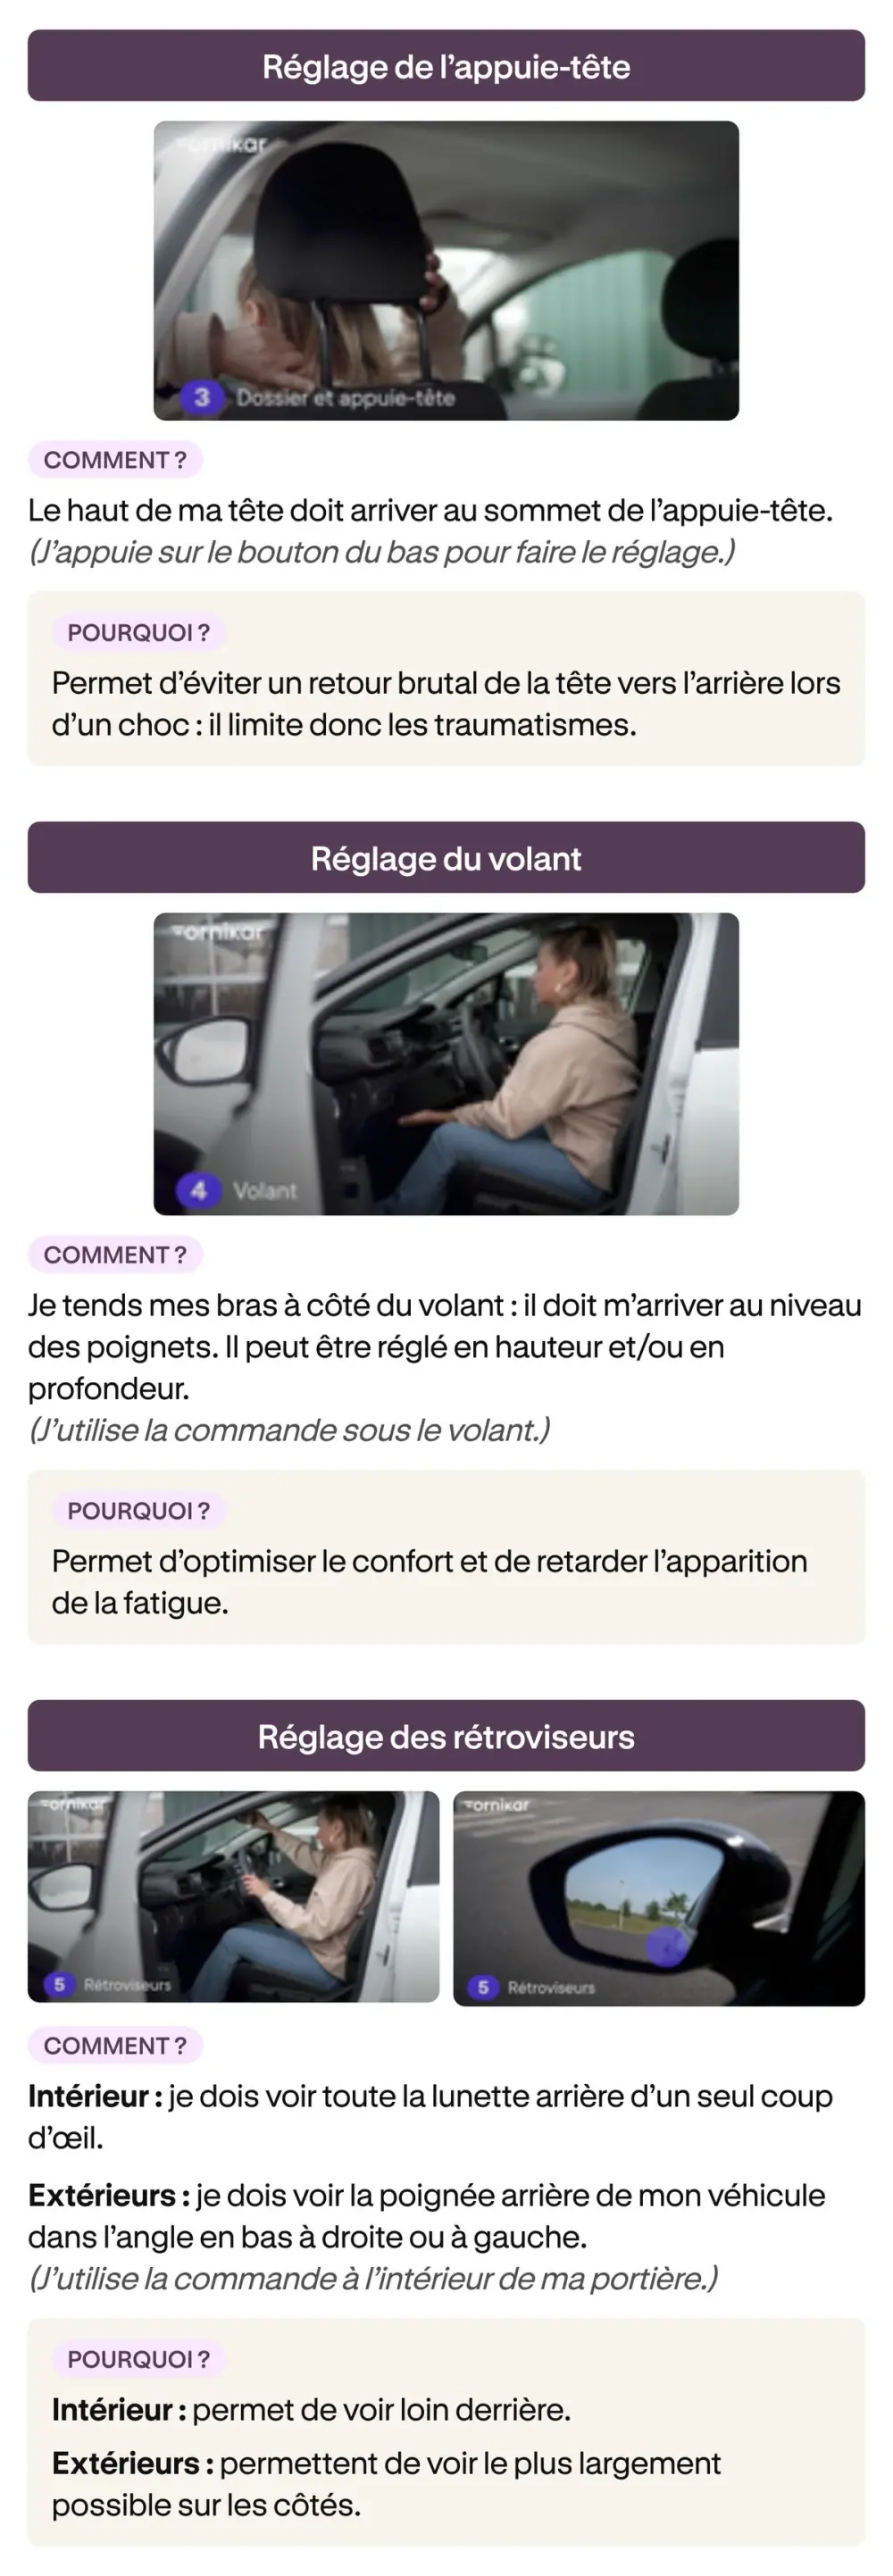 Réglage de l’appuie-tête
ornikar
3 Dossier et appuie-tête
COMMENT ?
Le haut de ma tête doit arriver au sommet de l’appuie-tête.
(J’appuie sur le bouton du bas pour faire le réglage.)
POURQUOI ?
Permet d’éviter un retour brutal de la tête vers l’arrière lors
d’un choc : il limite donc les traumatismes.
Réglage du volant
ornikar
4 Volant
COMMENT ?
Je tends mes bras à côté du volant : il doit m’arriver au niveau
des poignets. Il peut être réglé en hauteur et/ou en
profondeur.
(J’utilise la commande sous le volant.)
POURQUOI ?
Permet d’optimiser le confort et de retarder l’apparition
de la fatigue.
Réglage des rétroviseurs
ornikar
5 Rétroviseurs
ornikar
5 Rétroviseurs
COMMENT ?
Intérieur : je dois voir toute la lunette arrière d’un seul coup
d’œil.
Extérieurs : je dois voir la poignée arrière de mon véhicule
dans l’angle en bas à droite ou à gauche.
(J’utilise la commande à l’intérieur de ma portière.)
POURQUOI ?
Intérieur : permet de voir loin derrière.
Extérieurs : permettent de voir le plus largement
possible sur les côtés.